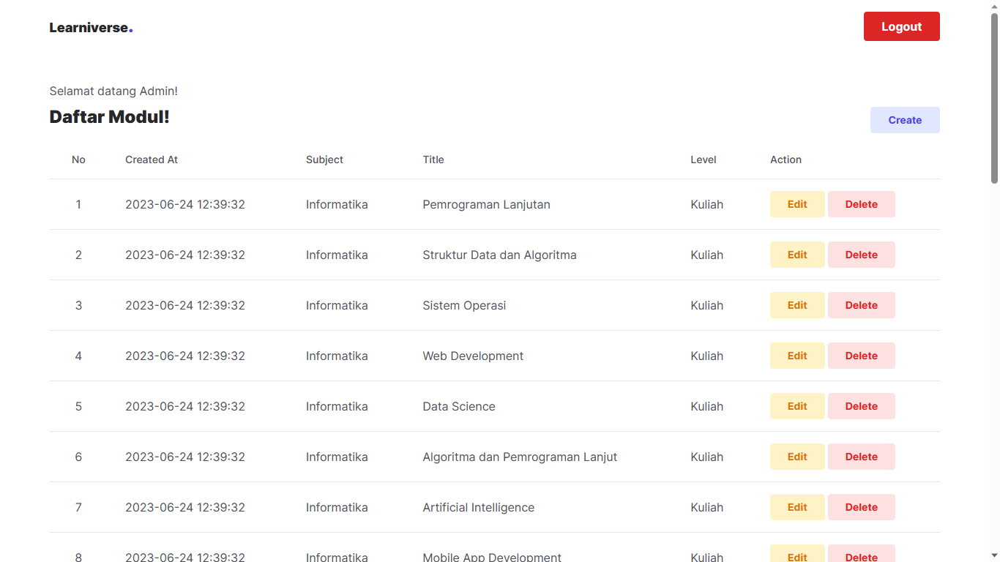 Learniverse.
Logout
Selamat datang Admin!
Daftar Modul!
Create
No Created At Subject Title Level Action
1 2023-06-24 12:39:32 Informatika Pemrograman Lanjutan Kuliah Edit Delete
2 2023-06-24 12:39:32 Informatika Struktur Data dan Algoritma Kuliah Edit Delete
3 2023-06-24 12:39:32 Informatika Sistem Operasi Kuliah Edit Delete
4 2023-06-24 12:39:32 Informatika Web Development Kuliah Edit Delete
5 2023-06-24 12:39:32 Informatika Data Science Kuliah Edit Delete
6 2023-06-24 12:39:32 Informatika Algoritma dan Pemrograman Lanjut Kuliah Edit Delete
7 2023-06-24 12:39:32 Informatika Artificial Intelligence Kuliah Edit Delete
8 2023-06-24 12:39:32 Informatika Mobile App Development Kuliah Edit Delete